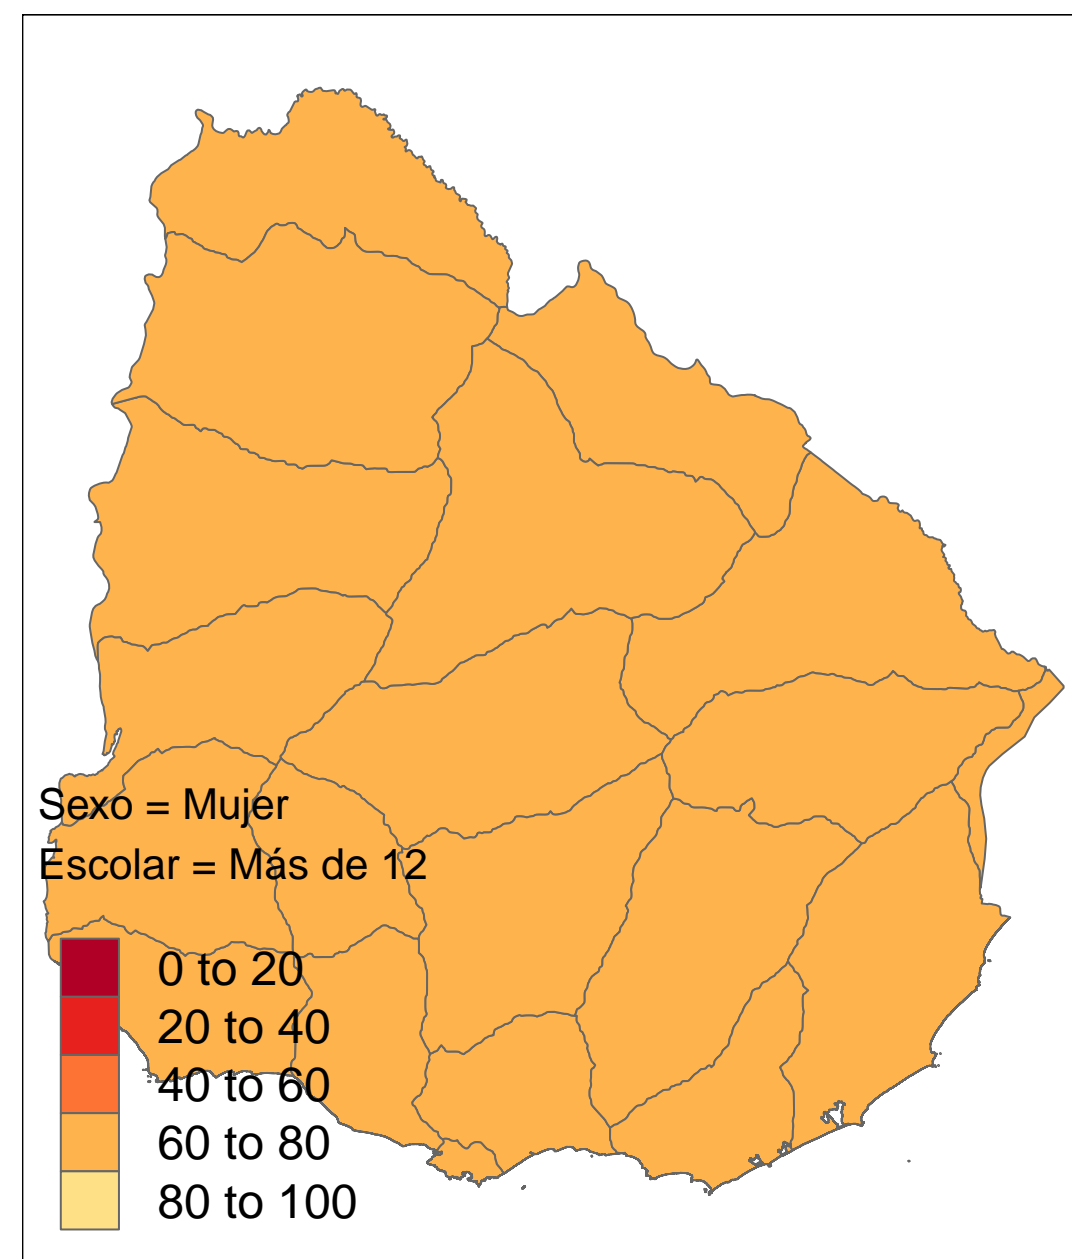 Sexo = Mujer
Escolar = Más de 12
0 to 20
20 to 40
40 to 60
60 to 80
80 to 100